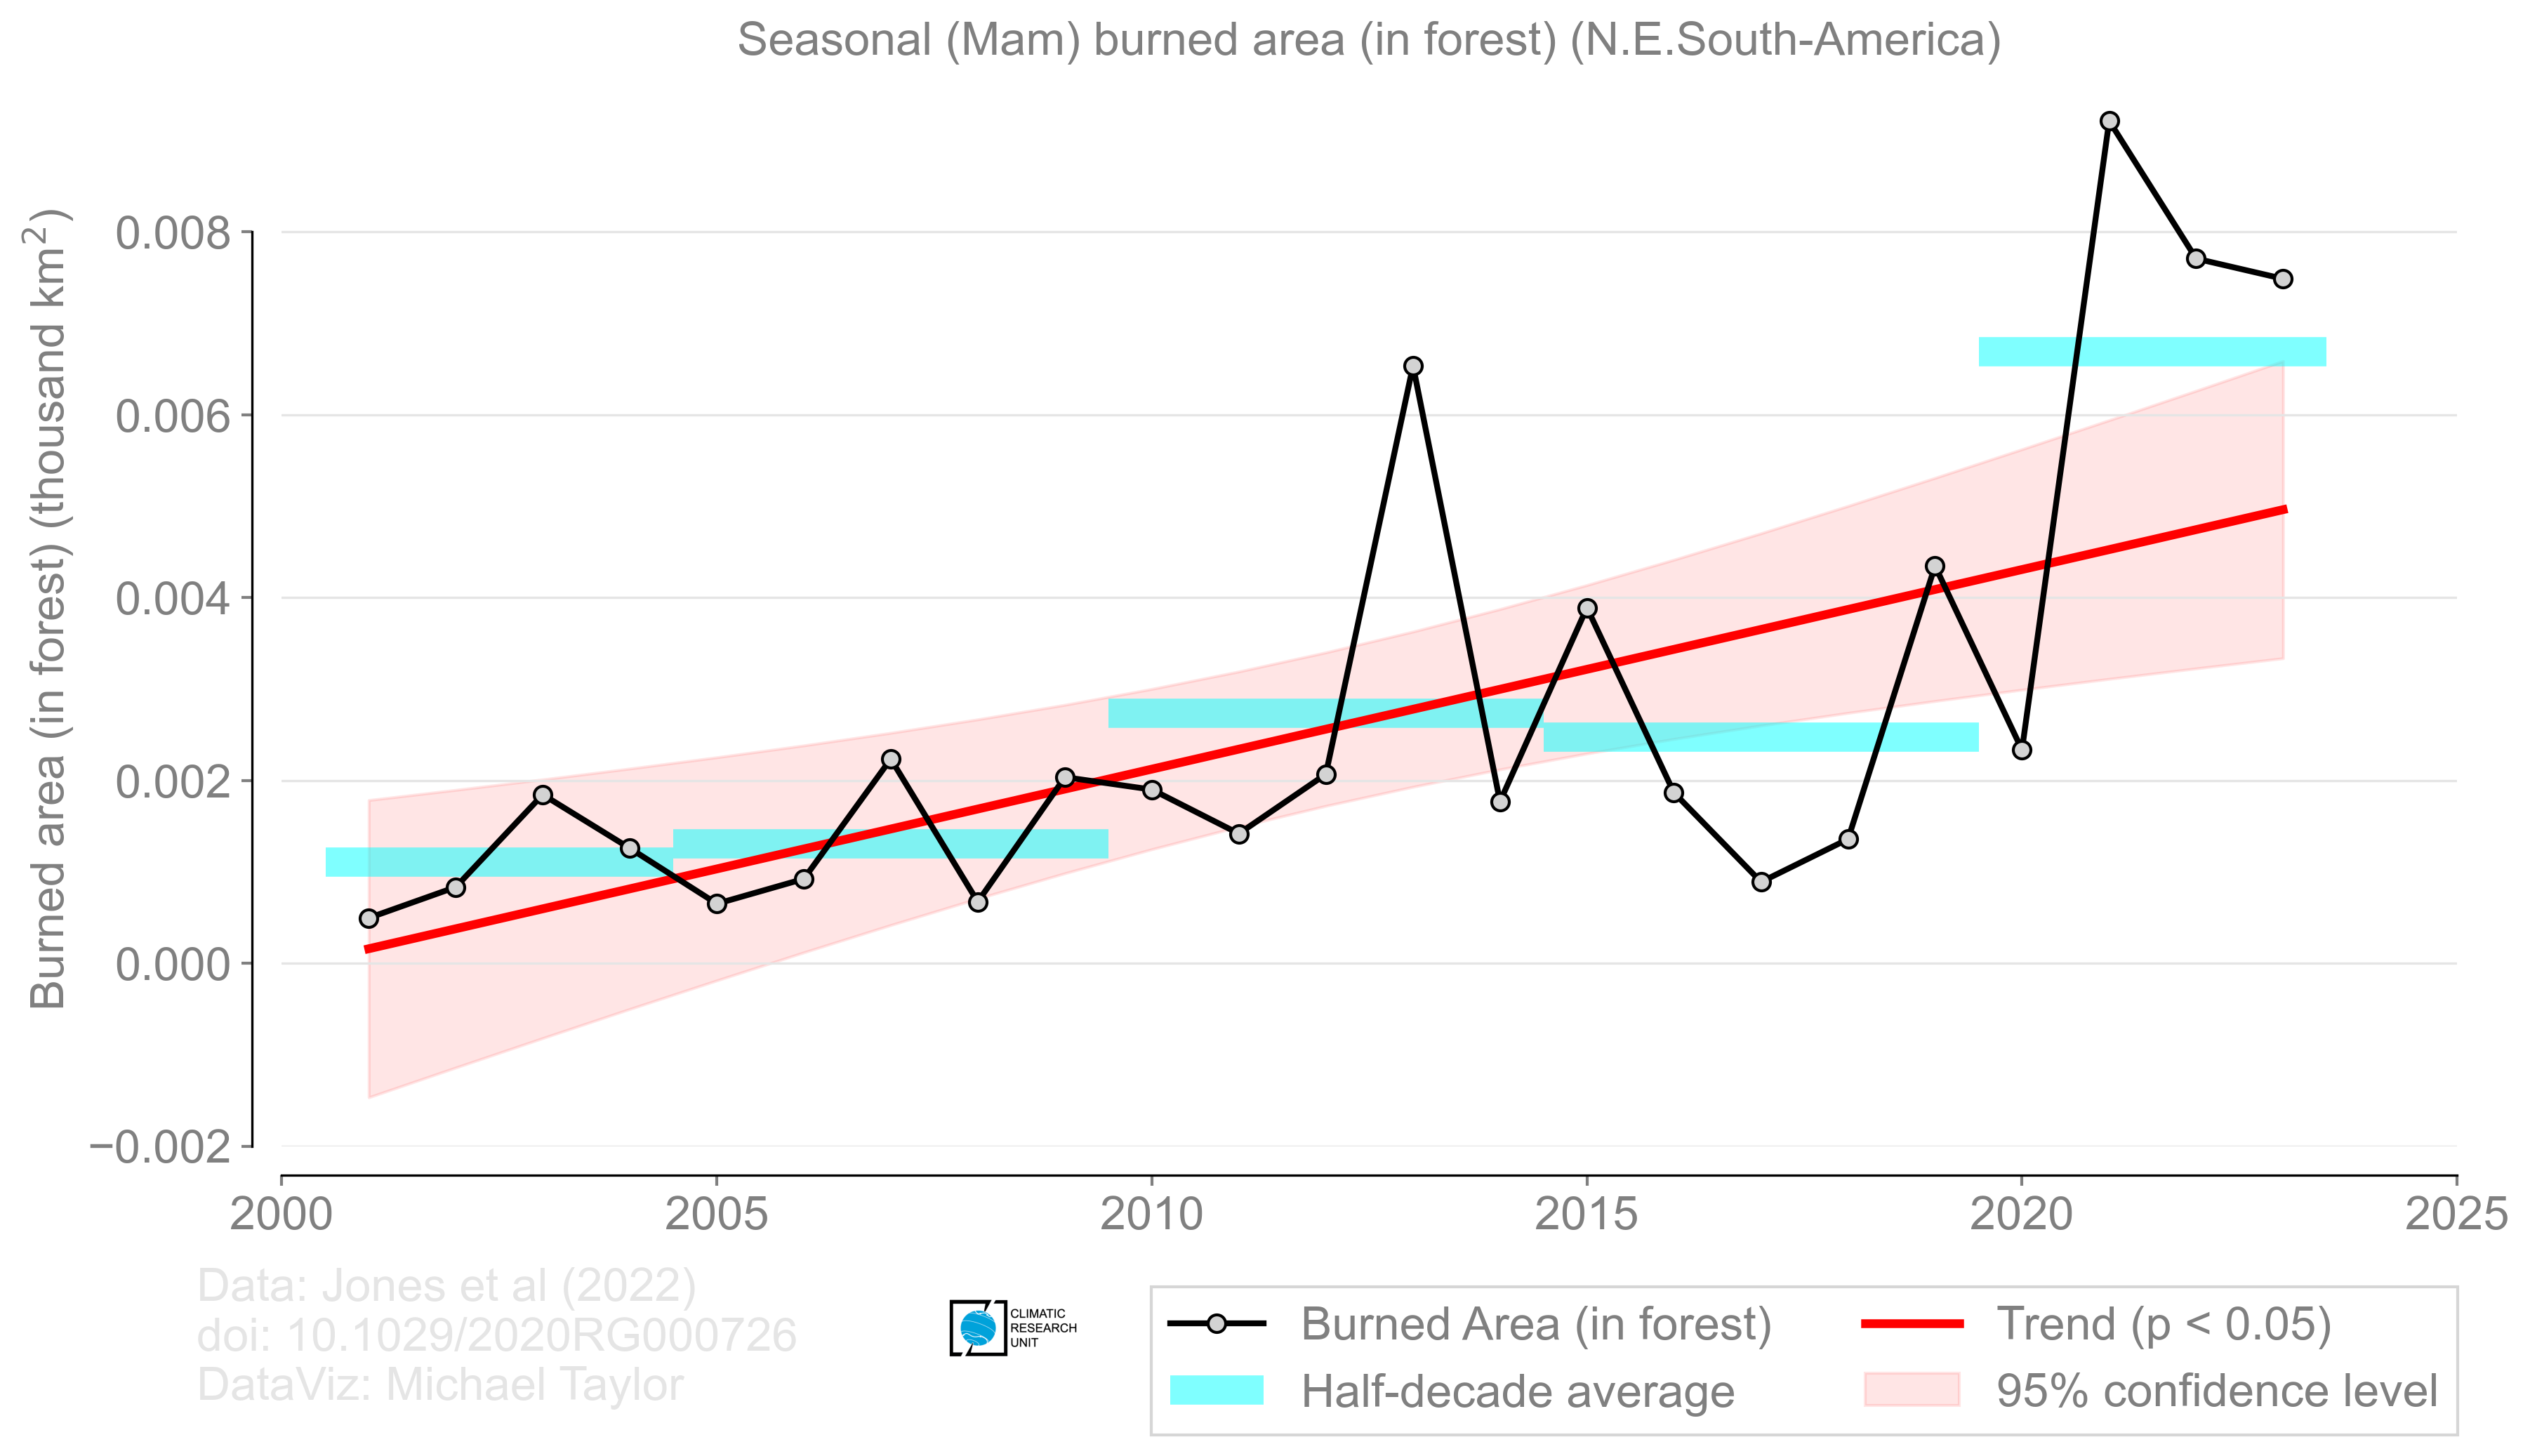 Seasonal (Mam) burned area (in forest) (N.E.South-America)
Burned area (in forest) (thousand km²)
0.008
0.006
0.004
0.002
0.000
−0.002
2000 2005 2010 2015 2020 2025
Data: Jones et al (2022)
doi: 10.1029/2020RG000726
DataViz: Michael Taylor
CLIMATIC
RESEARCH
UNIT
Burned Area (in forest)
Half-decade average
Trend (p < 0.05)
95% confidence level